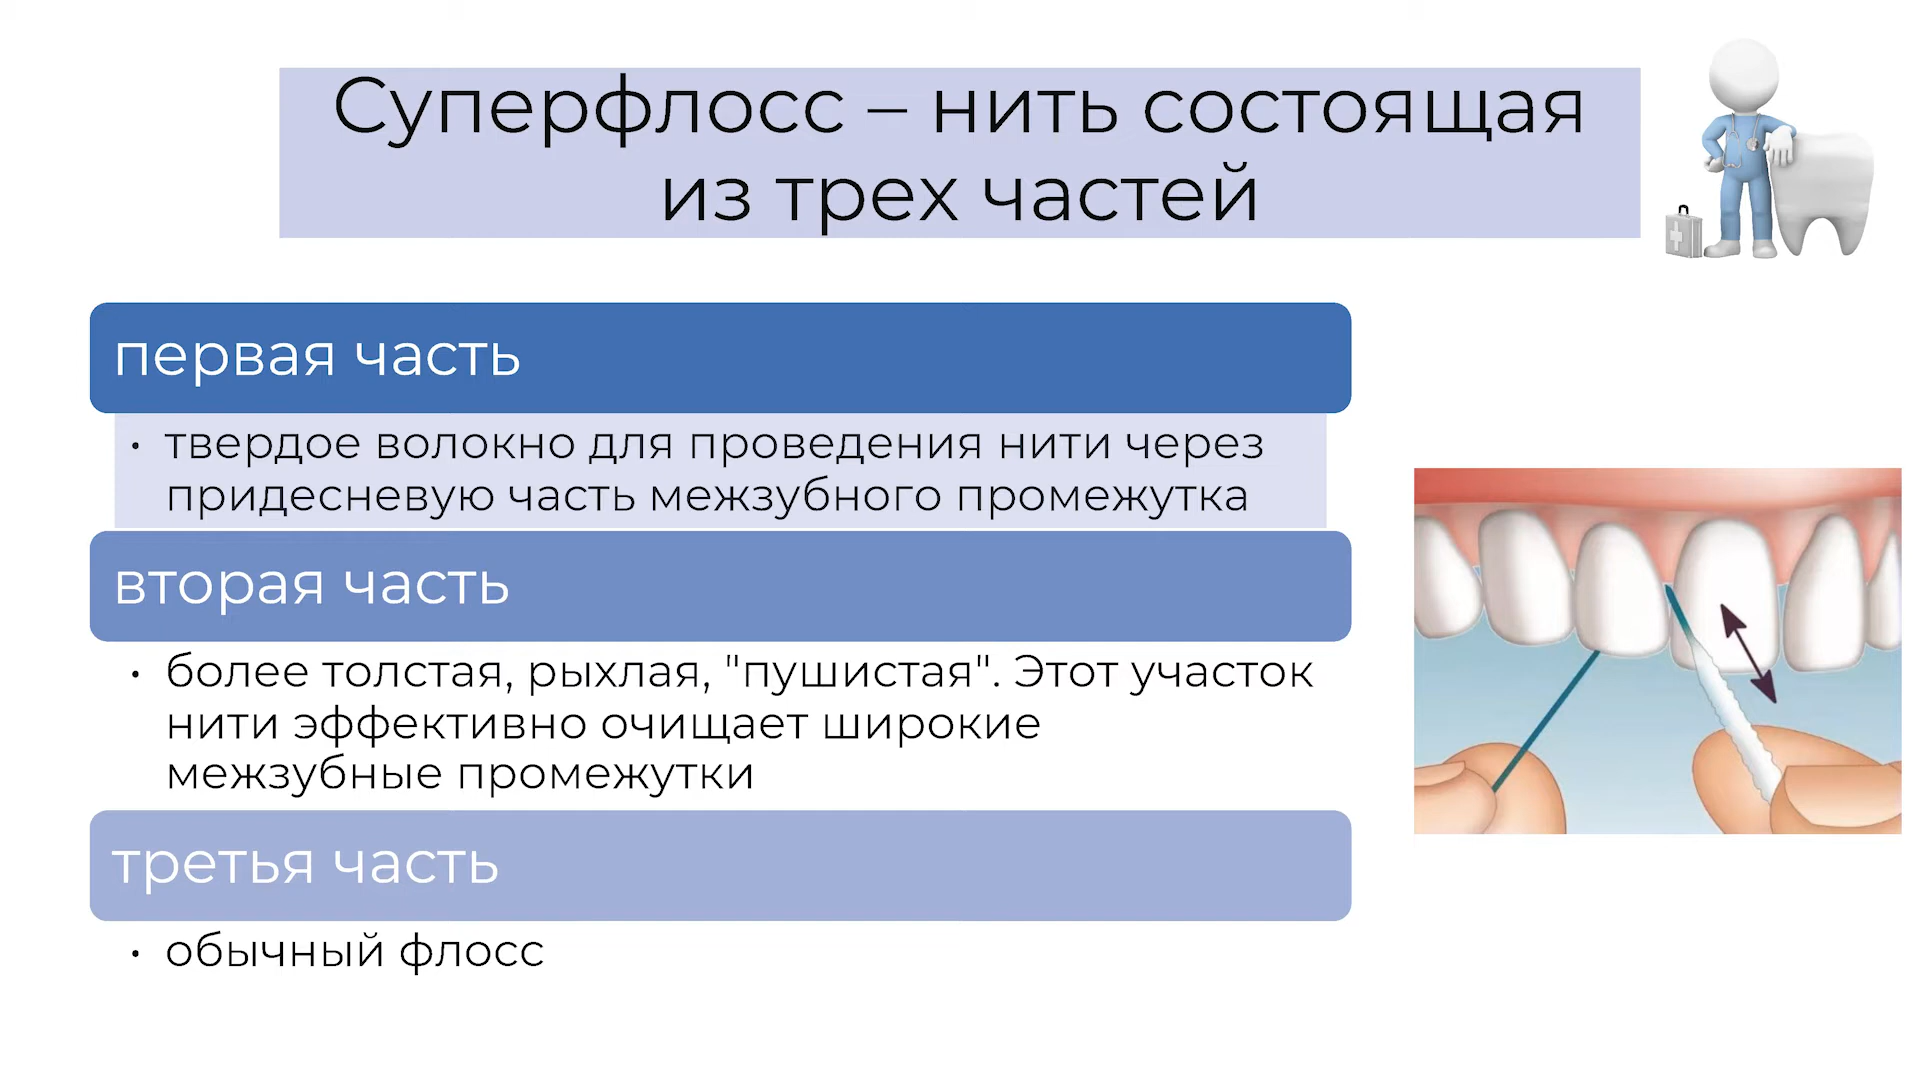 Суперфлосс – нить состоящая
из трех частей
первая часть
• твердое волокно для проведения нити через
придесневую часть межзубного промежутка
вторая часть
• более толстая, рыхлая, "пушистая". Этот участок
нити эффективно очищает широкие
межзубные промежутки
третья часть
• обычный флосс